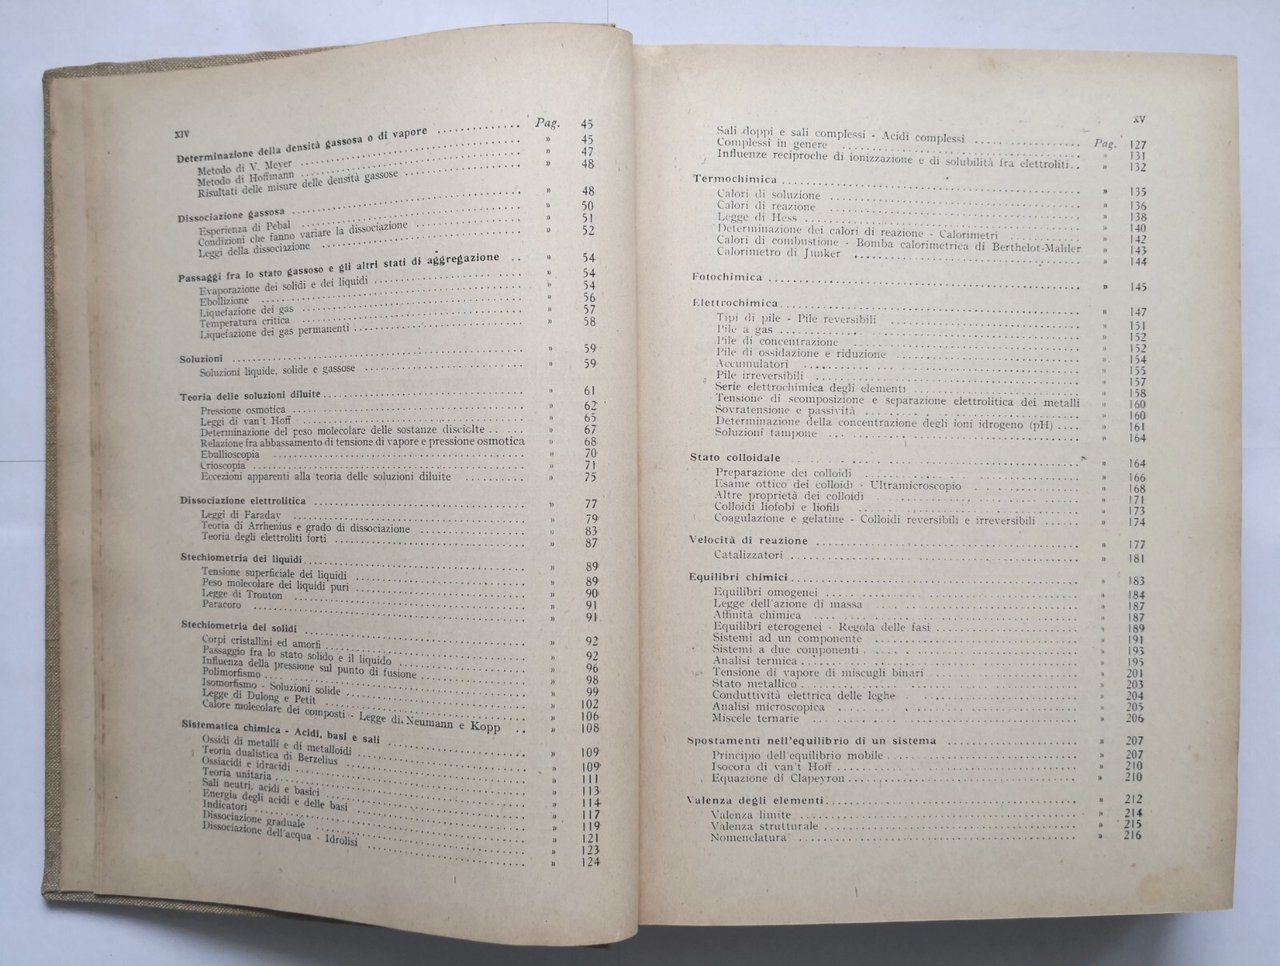 XIV
Pag.
Determinazione della densità gassosa o di vapore .......... 45
Metodo di V. Meyer .......... » 45
Metodo di Hoffmann .......... » 47
Risultati delle misure delle densità gassose .......... » 48
Dissociazione gassosa .......... » 48
Esperienza di Pebal .......... » 50
Condizioni che fanno variare la dissociazione .......... » 51
Leggi della dissociazione .......... » 52
Passaggi fra lo stato gassoso e gli altri stati di aggregazione .. » 54
Evaporazione dei solidi e dei liquidi .......... » 54
Ebollizione .......... » 54
Liquefazione dei gas .......... » 56
Temperatura critica .......... » 57
Liquefazione dei gas permanenti .......... » 58
Soluzioni .......... » 59
Soluzioni liquide, solide e gassose .......... » 59
Teoria delle soluzioni diluite .......... » 61
Pressione osmotica .......... » 62
Leggi di van't Hoff .......... » 65
Determinazione del peso molecolare delle sostanze disciolte .......... » 67
Relazione fra abbassamento di tensione di vapore e pressione osmotica » 68
Ebullioscopia .......... » 70
Crioscopia .......... » 71
Eccezioni apparenti alla teoria delle soluzioni diluite .......... » 75
Dissociazione elettrolitica .......... » 77
Leggi di Faraday .......... » 79
Teoria di Arrhenius e grado di dissociazione .......... » 83
Teoria degli elettroliti forti .......... » 87
Stechiometria dei liquidi .......... » 89
Tensione superficiale dei liquidi .......... » 89
Peso molecolare dei liquidi puri .......... » 90
Legge di Trouton .......... » 91
Paracoro .......... » 91
Stechiometria dei solidi .......... » 92
Corpi cristallini ed amorfi .......... » 92
Passaggio fra lo stato solido e il liquido .......... » 96
Influenza della pressione sul punto di fusione .......... » 98
Polimorfismo .......... » 99
Isomorfismo - Soluzioni solide .......... » 102
Legge di Dulong e Petit .......... » 106
Calore molecolare dei composti - Legge di Neumann e Kopp .. » 108
Sistematica chimica - Acidi, basi e sali .......... » 109
Ossidi di metalli e di metalloidi .......... » 109
Teoria dualistica di Berzelius .......... » 111
Ossiacidi e idracidi .......... » 113
Teoria unitaria .......... » 114
Sali neutri, acidi e basici .......... » 117
Energia degli acidi e delle basi .......... » 119
Indicatori .......... » 121
Dissociazione graduale .......... » 123
Dissociazione dell'acqua - Idrolisi .......... » 124
XV
Sali doppi e sali complessi - Acidi complessi .......... Pag. 127
Complessi in genere .......... » 131
Influenze reciproche di ionizzazione e di solubilità fra elettroliti .. » 132
Termochimica .......... » 135
Calori di soluzione .......... » 136
Calori di reazione .......... » 138
Legge di Hess .......... » 140
Determinazione dei calori di reazione - Calorimetri .......... » 142
Calori di combustione - Bomba calorimetrica di Berthelot-Mahler » 143
Calorimetro di Junker .......... » 144
Fotochimica .......... » 145
Elettrochimica .......... » 147
Tipi di pile - Pile reversibili .......... » 151
Pile a gas .......... » 152
Pile di concentrazione .......... » 152
Pile di ossidazione e riduzione .......... » 154
Accumulatori .......... » 155
Pile irreversibili .......... » 157
Serie elettrochimica degli elementi .......... » 158
Tensione di scomposizione e separazione elettrolitica dei metalli » 160
Sovratensione e passività .......... » 160
Determinazione della concentrazione degli ioni idrogeno (pH) .... » 161
Soluzioni tampone .......... » 164
Stato colloidale .......... » 164
Preparazione dei colloidi .......... » 166
Esame ottico dei colloidi - Ultramicroscopio .......... » 168
Altre proprietà dei colloidi .......... » 171
Colloidi liofobi e liofili .......... » 173
Coagulazione e gelatine - Colloidi reversibili e irreversibili .......... » 174
Velocità di reazione .......... » 177
Catalizzatori .......... » 181
Equilibri chimici .......... » 183
Equilibri omogenei .......... » 184
Legge dell'azione di massa .......... » 187
Affinità chimica .......... » 187
Equilibri eterogenei - Regola delle fasi .......... » 189
Sistemi ad un componente .......... » 191
Sistemi a due componenti .......... » 193
Analisi termica .......... » 195
Tensione di vapore di miscugli binari .......... » 201
Stato metallico .......... » 203
Conduttività elettrica delle leghe .......... » 204
Analisi microscopica .......... » 205
Miscele ternarie .......... » 206
Spostamenti nell'equilibrio di un sistema .......... » 207
Principio dell'equilibrio mobile .......... » 207
Isocora di van't Hoff .......... » 210
Equazione di Clapeyron .......... » 210
Valenza degli elementi .......... » 212
Valenza limite .......... » 214
Valenza strutturale .......... » 215
Nomenclatura .......... » 216